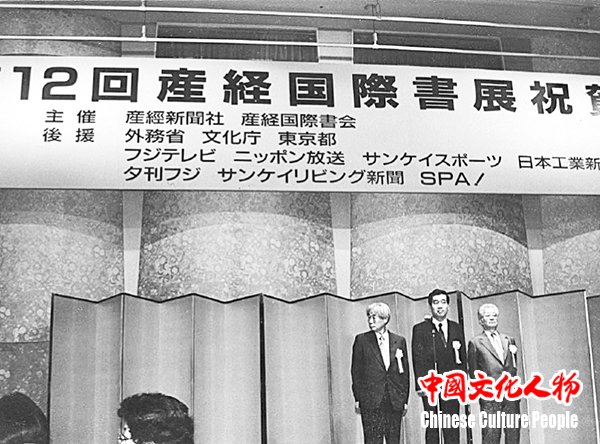 12回産経国際書展祝
主催 産經新聞社 産経国際書会
後援 外務省 文化庁 東京都
フジテレビ ニッポン放送 サンケイスポーツ 日本工業新
夕刊フジ サンケイリビング新聞 SPA!
中國文化人物
Chinese Culture People